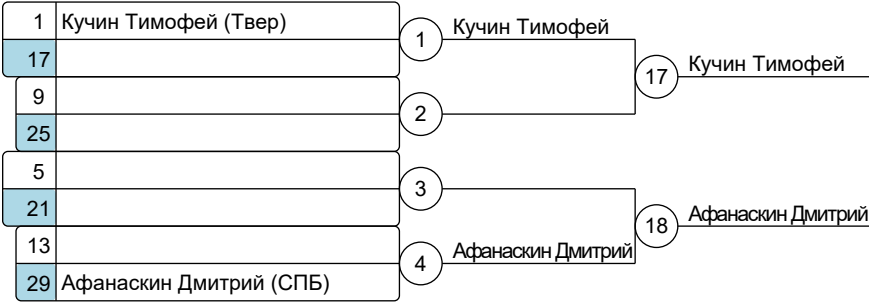 1 Кучин Тимофей (Твер)
1 Кучин Тимофей
17
17 Кучин Тимофей
9
2
25
5
3
21
18 Афанаскин Дмитрий
13
4 Афанаскин Дмитрий
29 Афанаскин Дмитрий (СПБ)